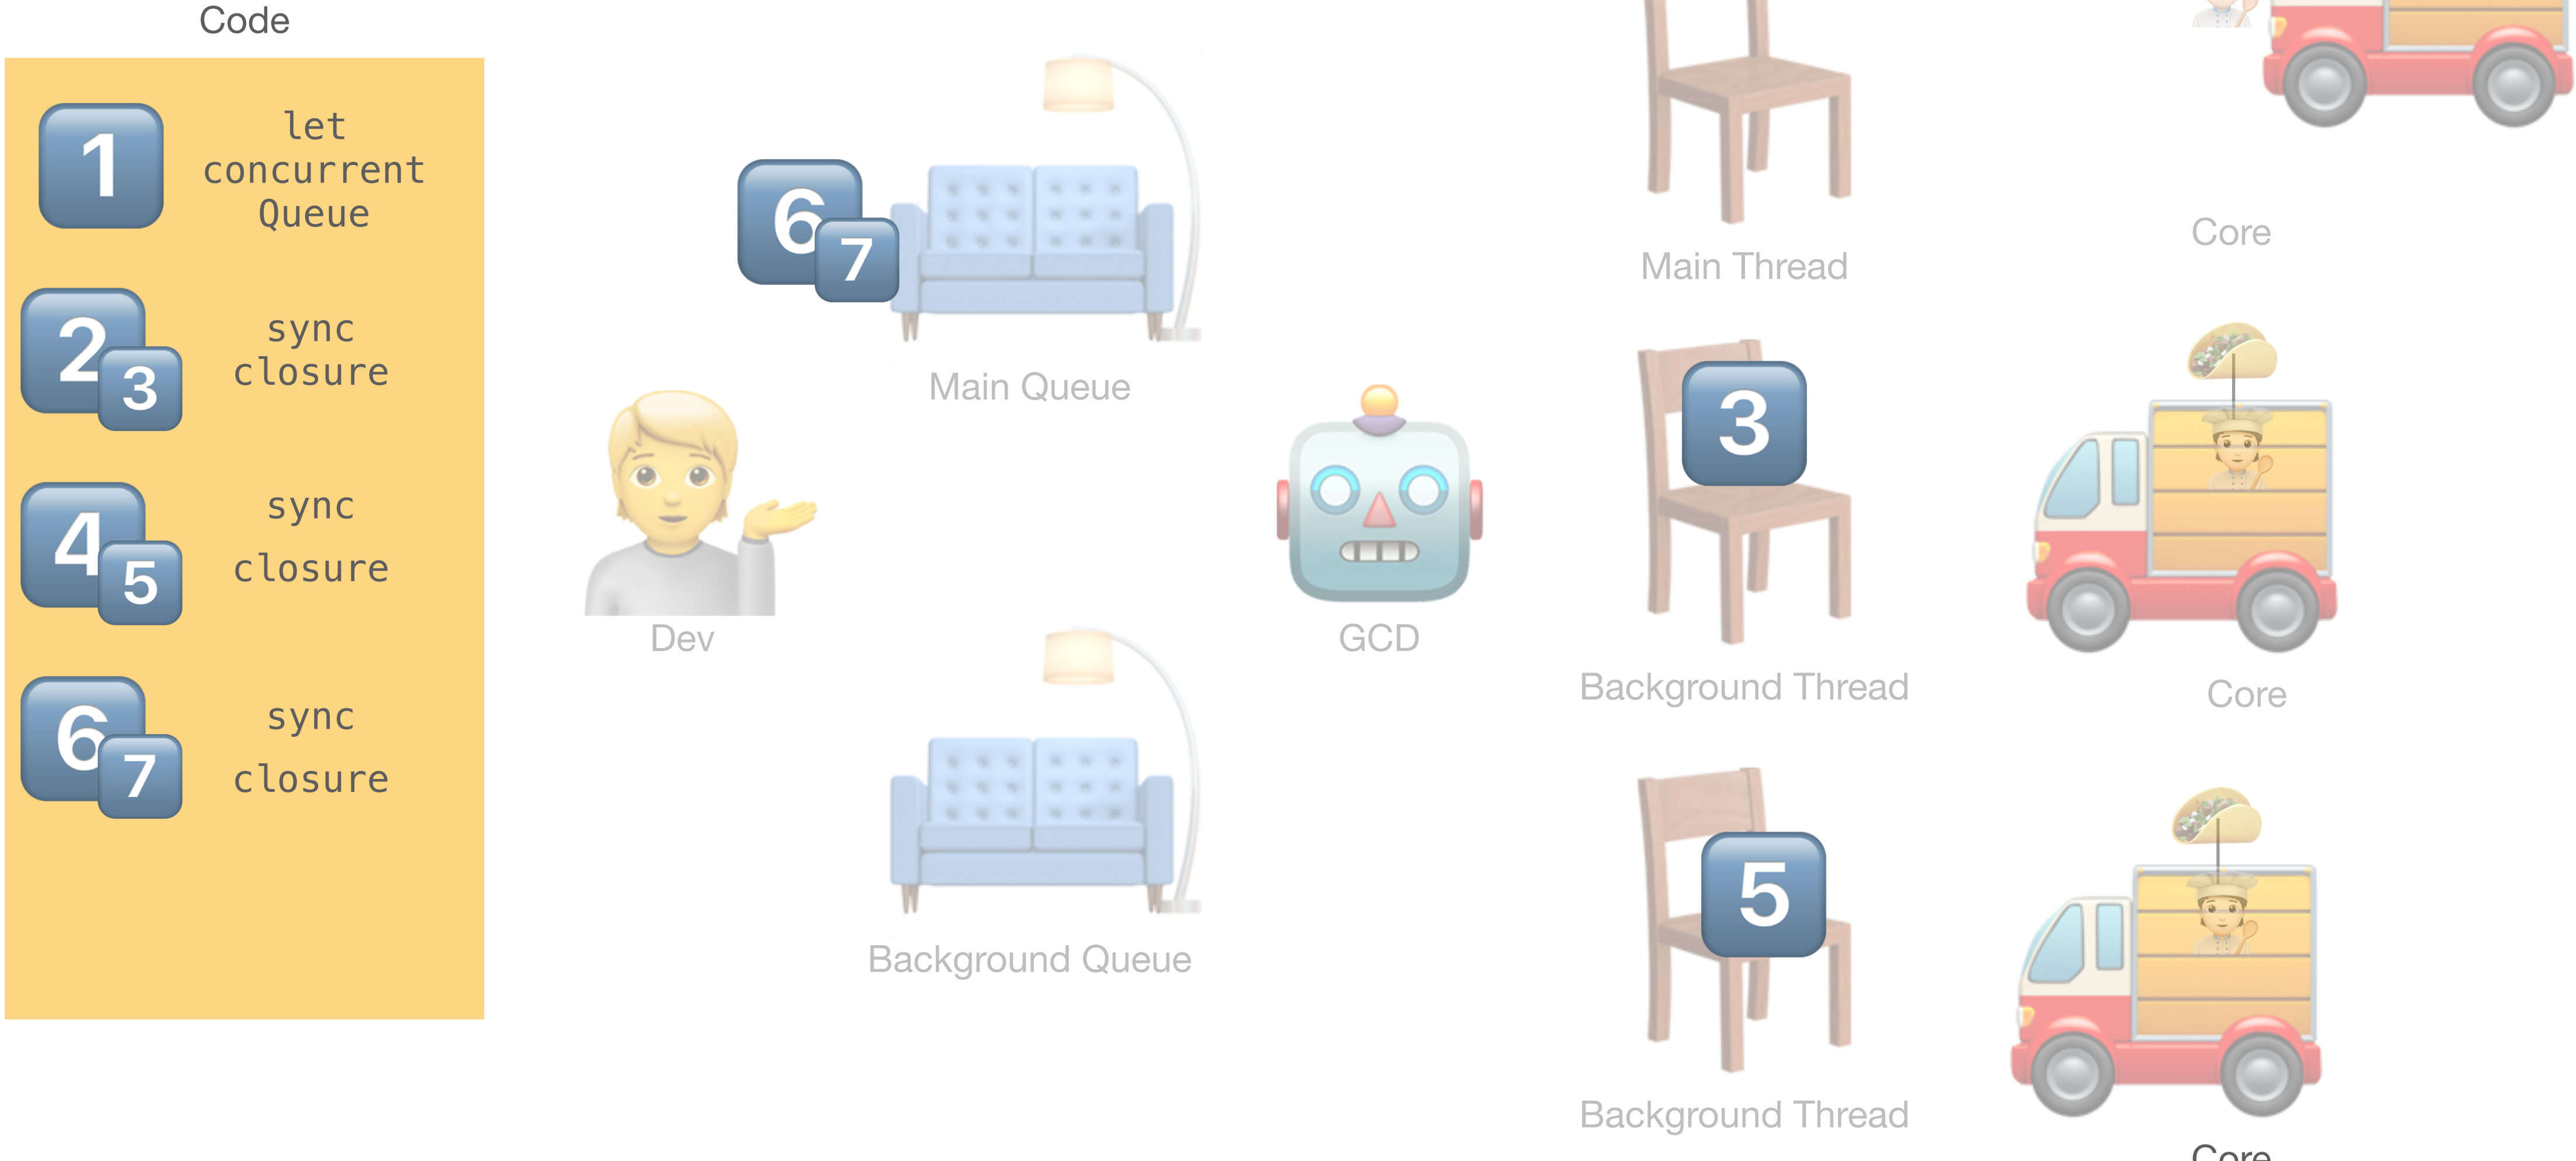 Code
1
let
concurrent
Queue
2
3
sync
closure
4
5
sync
closure
6
7
sync
closure
6
7
Main Queue
Dev
Background Queue
GCD
Main Thread
3
Background Thread
5
Background Thread
Core
Core
Core